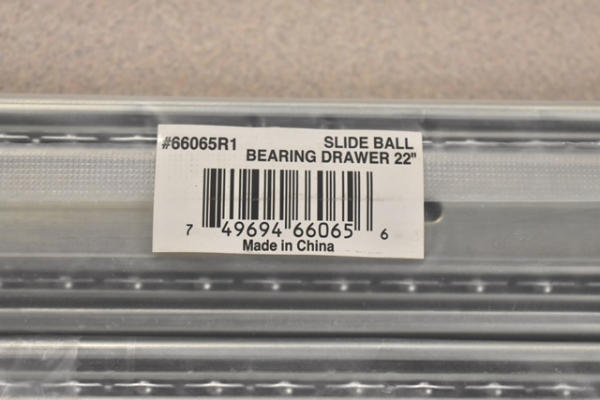 #66065R1 SLIDE BALL
BEARING DRAWER 22"
7 49694 66065 6
Made in China